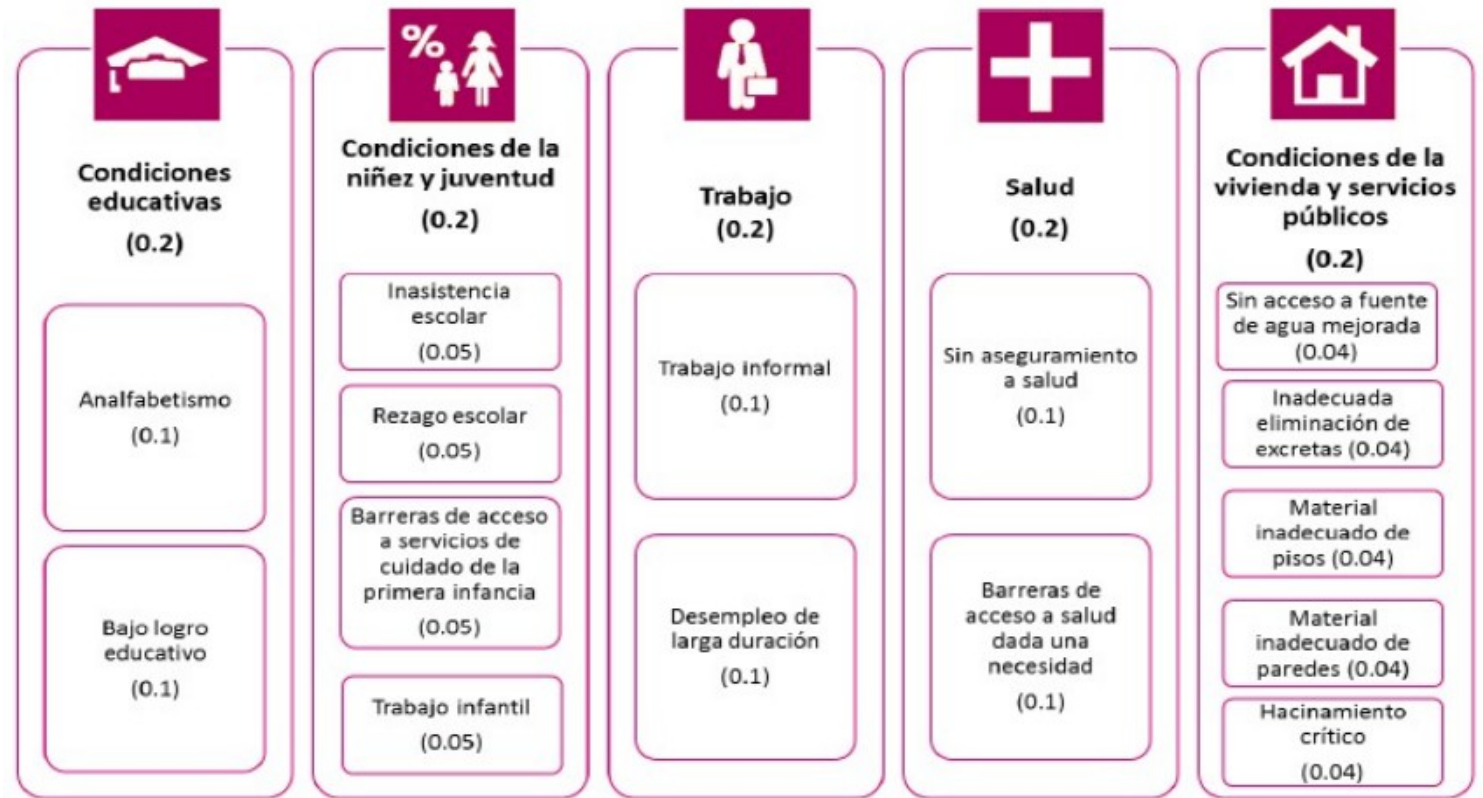 Condiciones
educativas
(0.2)
Analfabetismo
(0.1)
Bajo logro
educativo
(0.1)
%
Condiciones de la
niñez y juventud
(0.2)
Inasistencia
escolar
(0.05)
Rezago escolar
(0.05)
Barreras de acceso
a servicios de
cuidado de la
primera infancia
(0.05)
Trabajo infantil
(0.05)
Trabajo
(0.2)
Trabajo informal
(0.1)
Desempleo de
larga duración
(0.1)
Salud
(0.2)
Sin aseguramiento
a salud
(0.1)
Barreras de
acceso a salud
dada una
necesidad
(0.1)
Condiciones de la
vivienda y servicios
públicos
(0.2)
Sin acceso a fuente
de agua mejorada
(0.04)
Inadecuada
eliminación de
excretas (0.04)
Material
inadecuado de
pisos (0.04)
Material
inadecuado de
paredes (0.04)
Hacinamiento
crítico
(0.04)